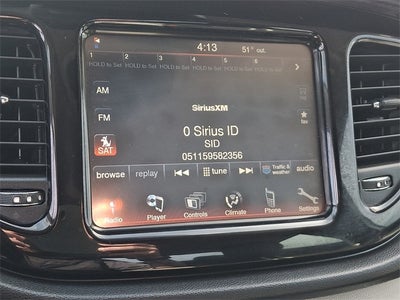 4:13 51° out.
1 2 3 4 5 6
HOLD to Set HOLD to Set HOLD to Set HOLD to Set HOLD to Set HOLD to Set
AM
SiriusXM
fav
FM
0 Sirius ID
SID
SAT
051159582356
browse replay tune Traffic & weather audio
Radio Player Controls Climate Phone Settings